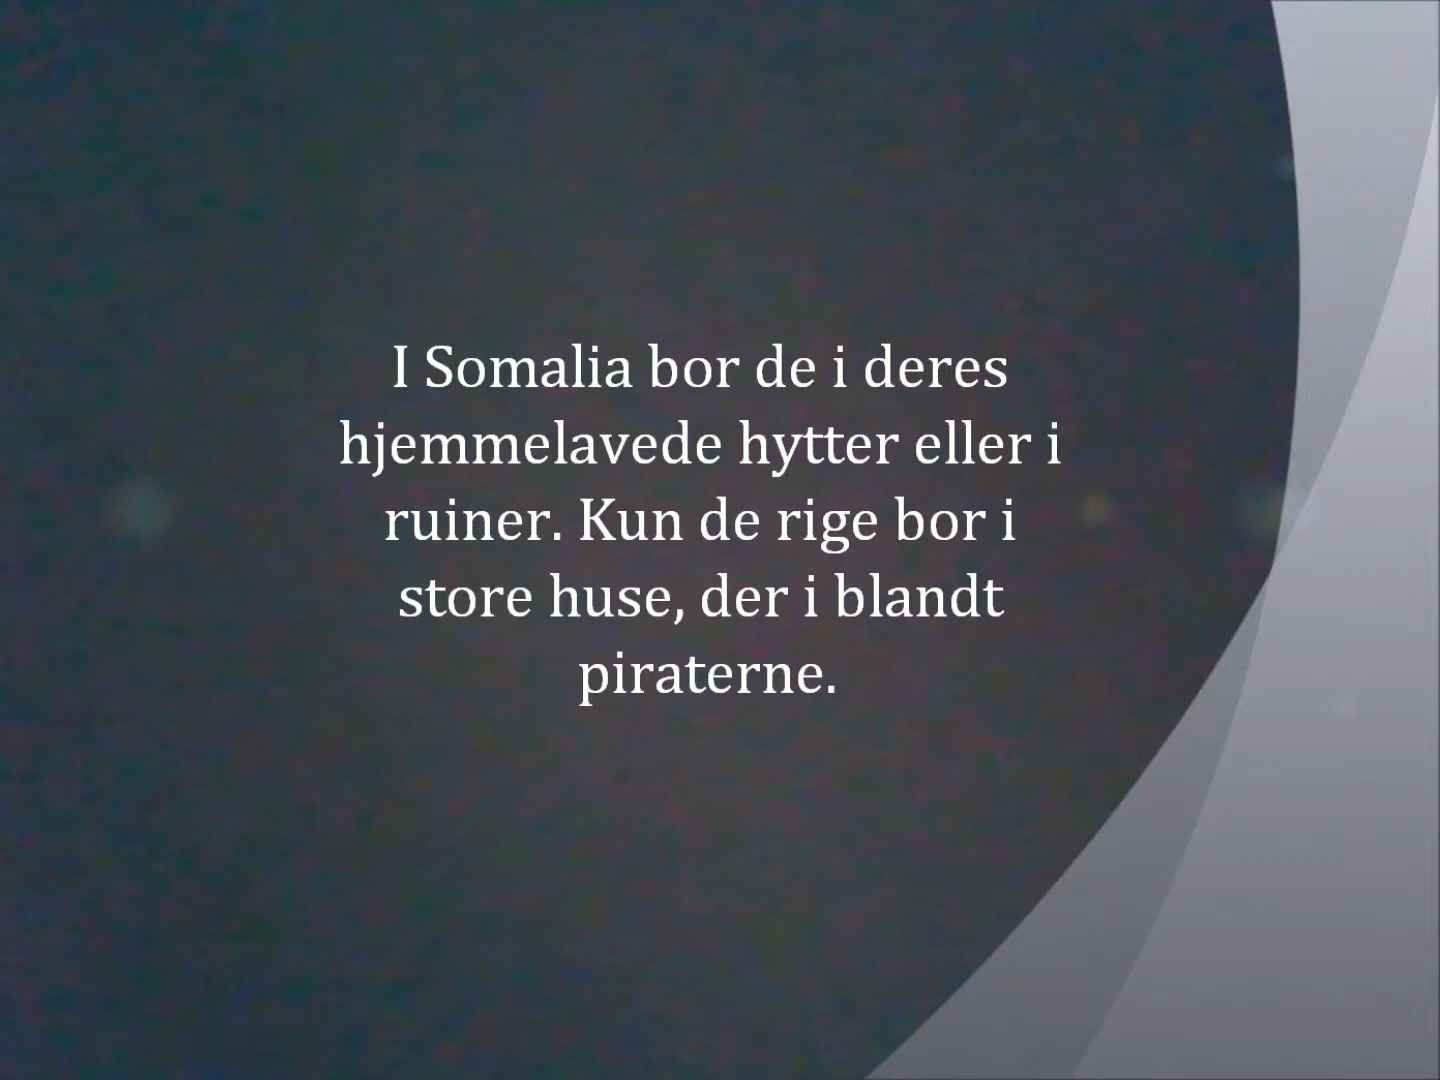 I Somalia bor de i deres
hjemmelavede hytter eller i
ruiner. Kun de rige bor i
store huse, der i blandt
piraterne.